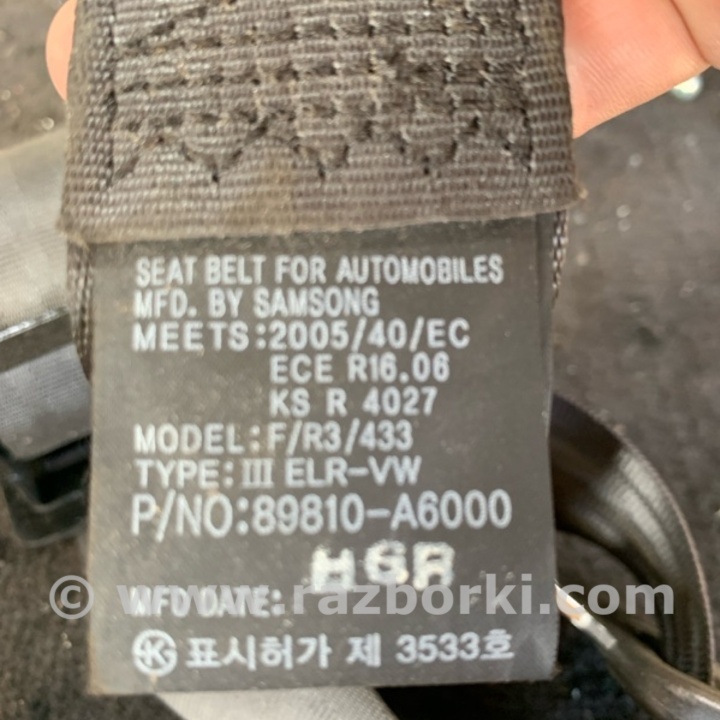 SEAT BELT FOR AUTOMOBILES
MFD. BY SAMSONG
MEETS:2005/40/EC
ECE R16.06
KS R 4027
MODEL:F/R3/433
TYPE:III ELR-VW
P/NO:89810-A6000
HGR
MFD DATE:
© www.razborki.com
표시허가 제 3533호